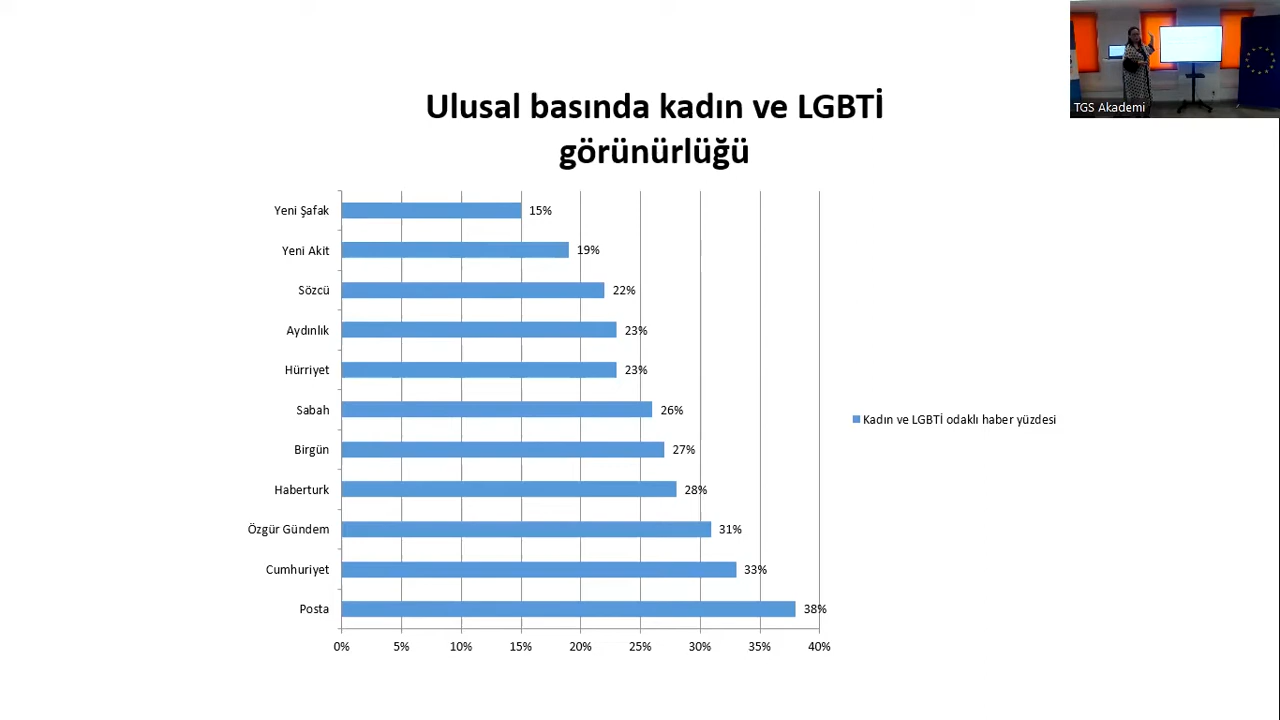 TGS Akademi
Ulusal basında kadın ve LGBTİ
görünürlüğü
Yeni Şafak 15%
Yeni Akit 19%
Sözcü 22%
Aydınlık 23%
Hürriyet 23%
Sabah 26%
Birgün 27%
Haberturk 28%
Özgür Gündem 31%
Cumhuriyet 33%
Posta 38%
0% 5% 10% 15% 20% 25% 30% 35% 40%
Kadın ve LGBTİ odaklı haber yüzdesi